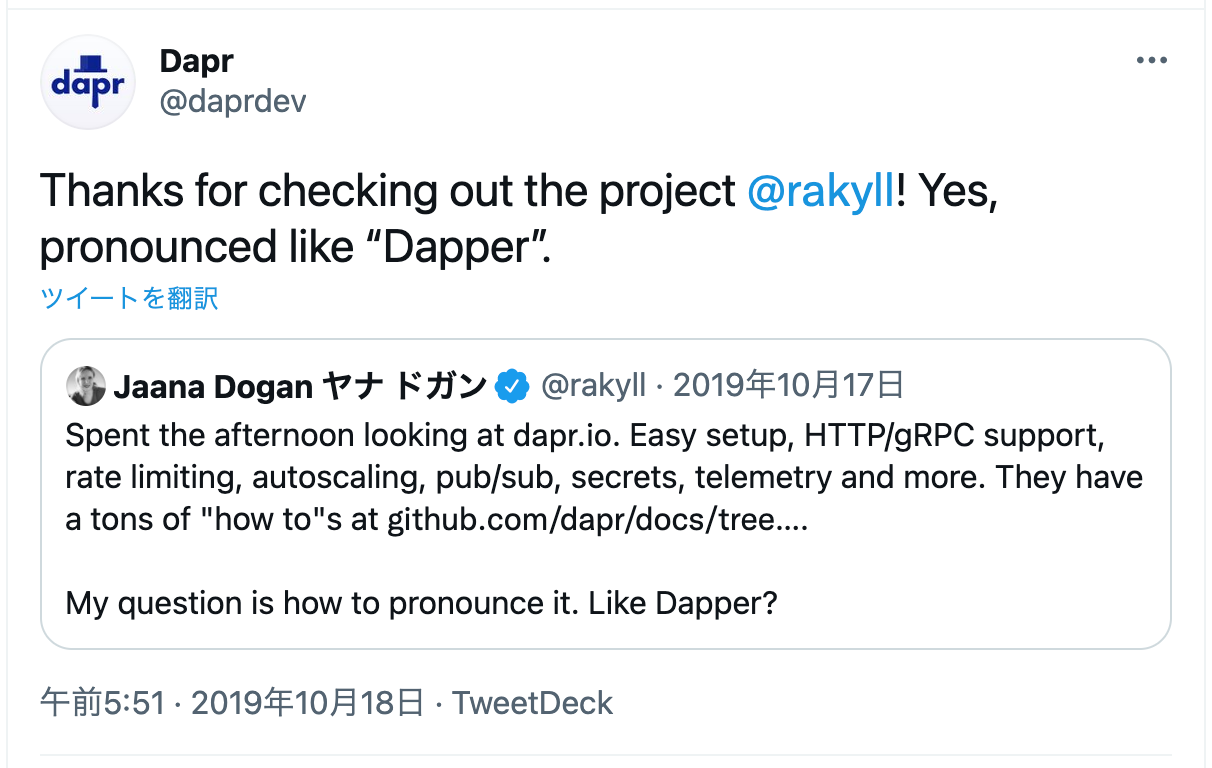 dapr
Dapr
@daprdev
Thanks for checking out the project @rakyll! Yes,
pronounced like “Dapper”.
ツイートを翻訳
Jaana Dogan ヤナ ドガン @rakyll · 2019年10月17日
Spent the afternoon looking at dapr.io. Easy setup, HTTP/gRPC support,
rate limiting, autoscaling, pub/sub, secrets, telemetry and more. They have
a tons of "how to"s at github.com/dapr/docs/tree....
My question is how to pronounce it. Like Dapper?
午前5:51 · 2019年10月18日 · TweetDeck